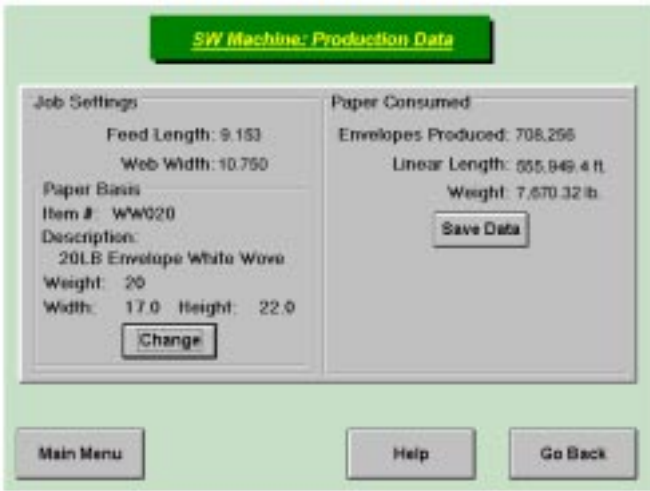 SW Machine: Production Data
Job Settings
Feed Length: 9.153
Web Width: 10.750
Paper Basis
Item #: WW020
Description:
20LB Envelope White Wove
Weight: 20
Width: 17.0 Height: 22.0
Change
Paper Consumed
Envelopes Produced: 708,256
Linear Length: 555,949.4 ft.
Weight: 7,670.32 lb.
Save Data
Main Menu
Help
Go Back